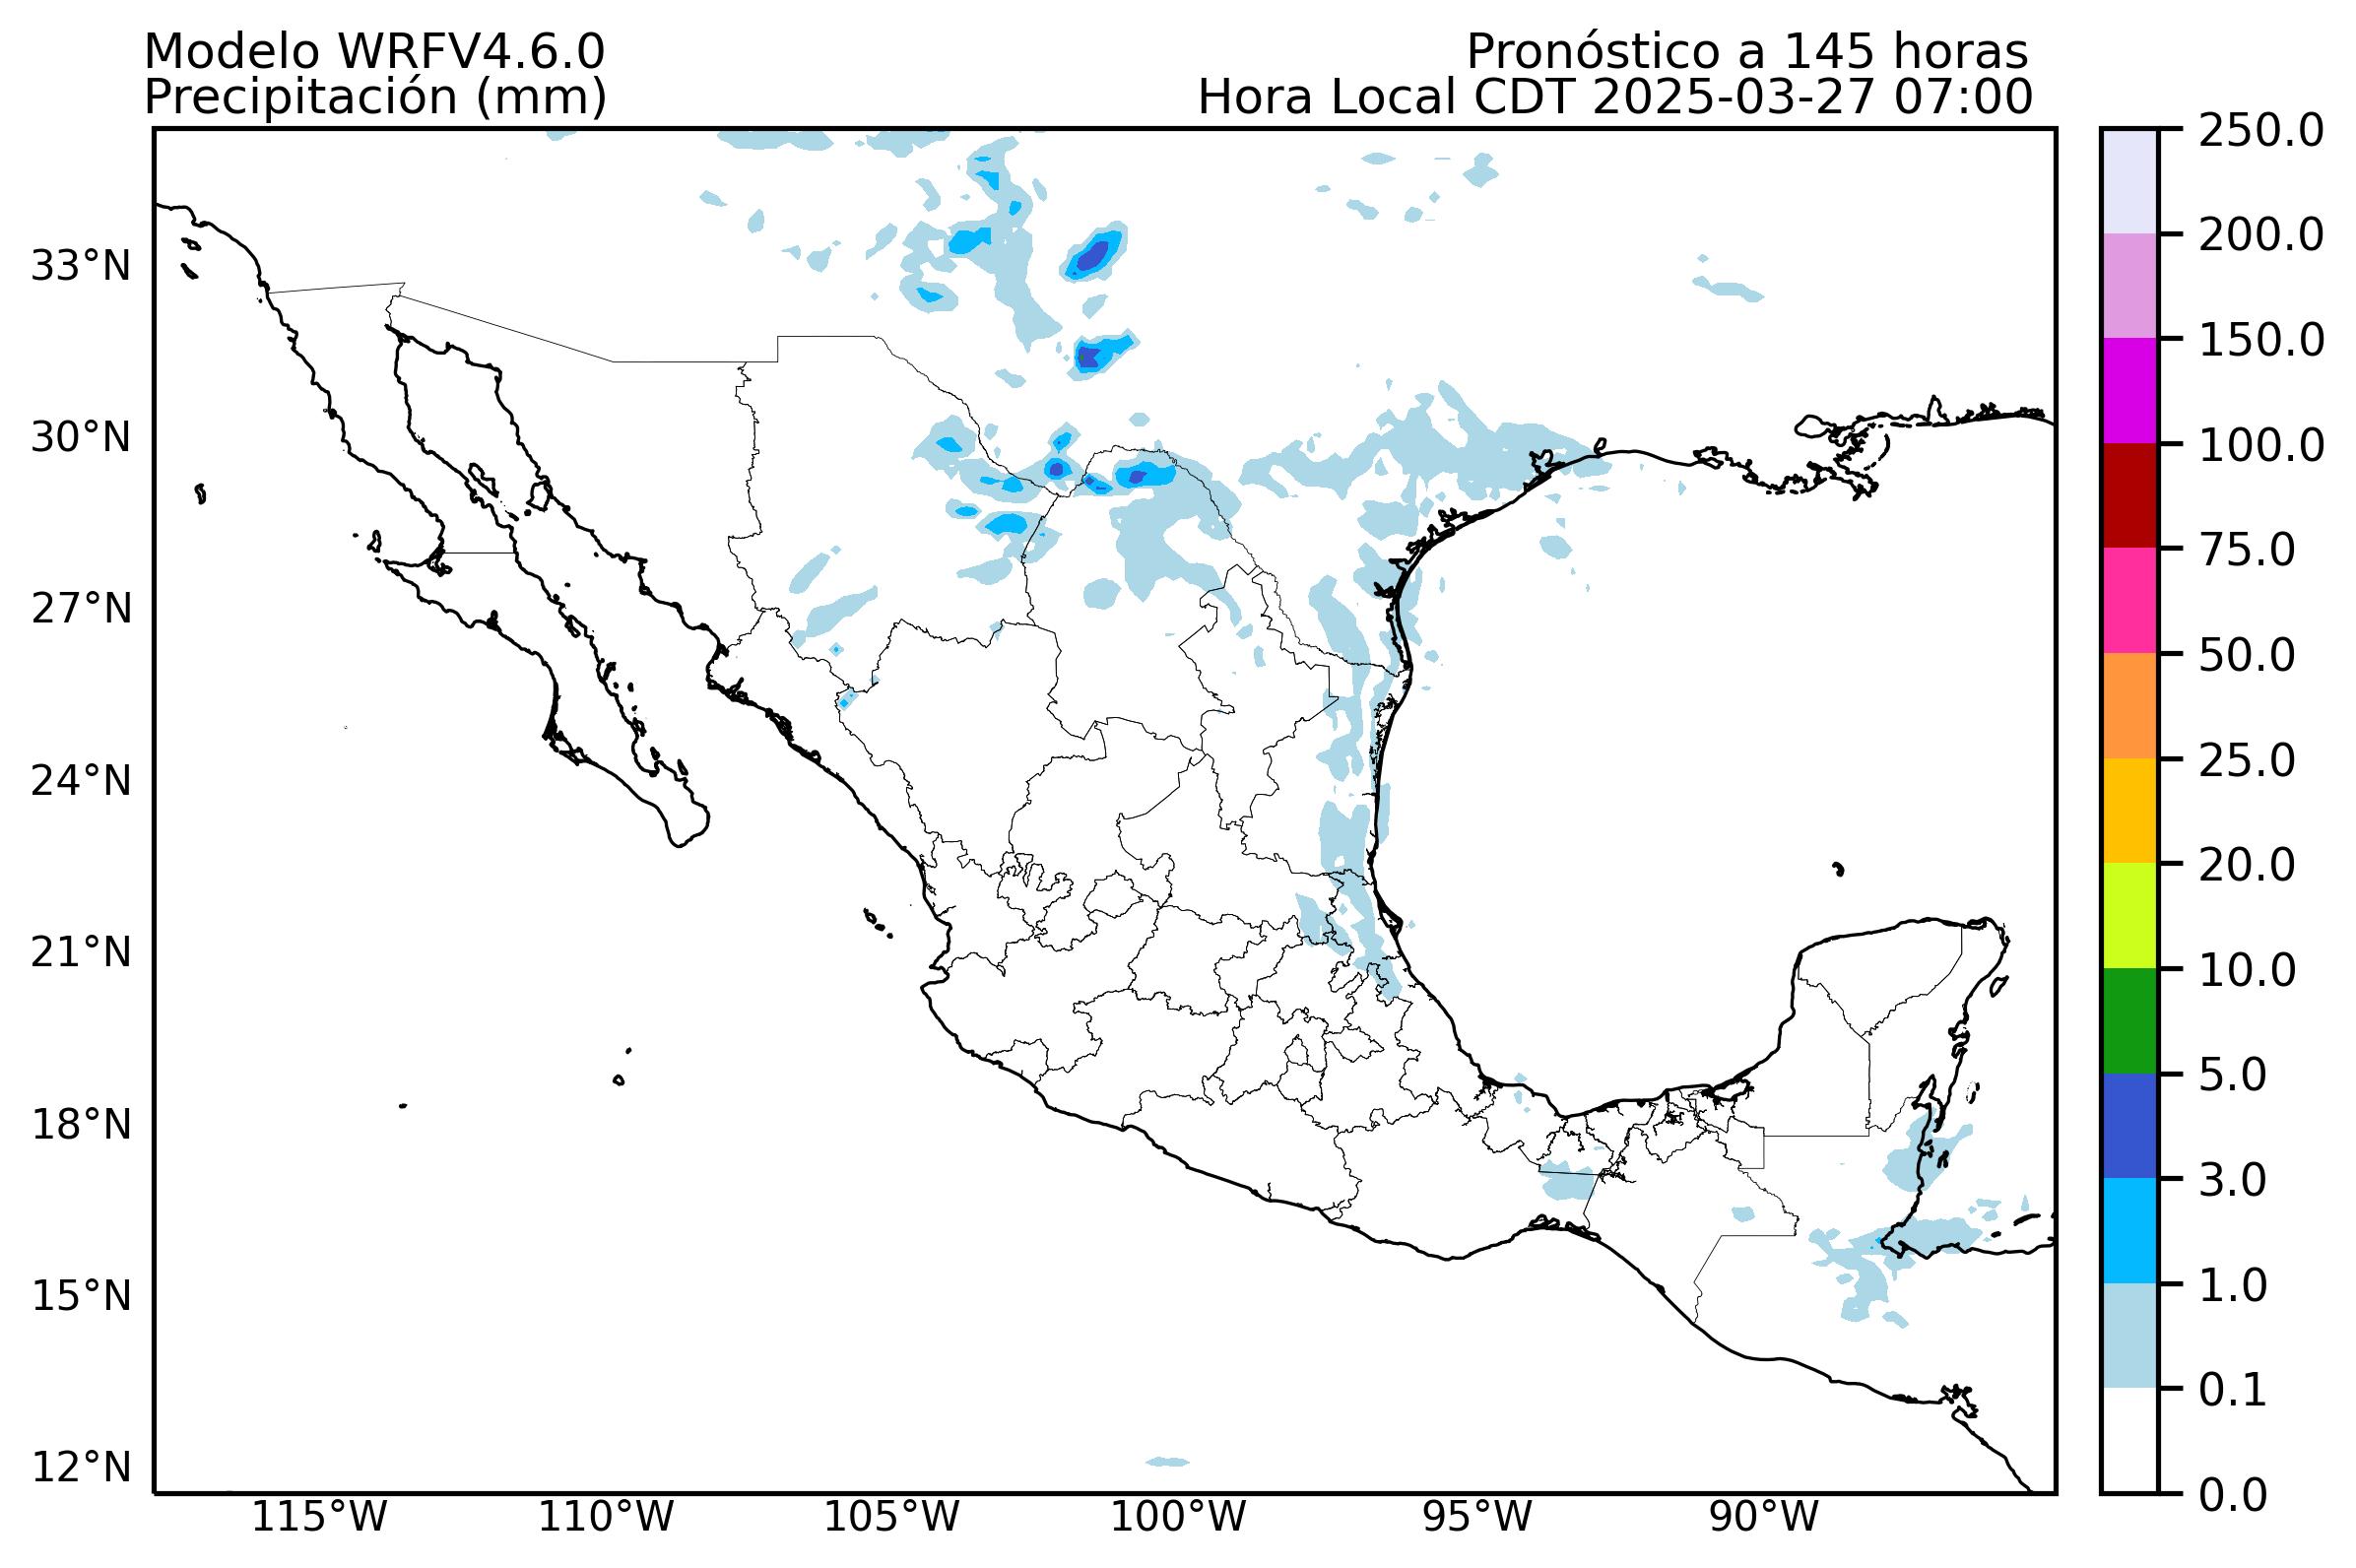 Modelo WRFV4.6.0
Pronóstico a 145 horas
Precipitación (mm)
Hora Local CDT 2025-03-27 07:00
250.0
200.0
150.0
100.0
75.0
50.0
25.0
20.0
10.0
5.0
3.0
1.0
0.1
0.0
33°N
30°N
27°N
24°N
21°N
18°N
15°N
12°N
115°W
110°W
105°W
100°W
95°W
90°W